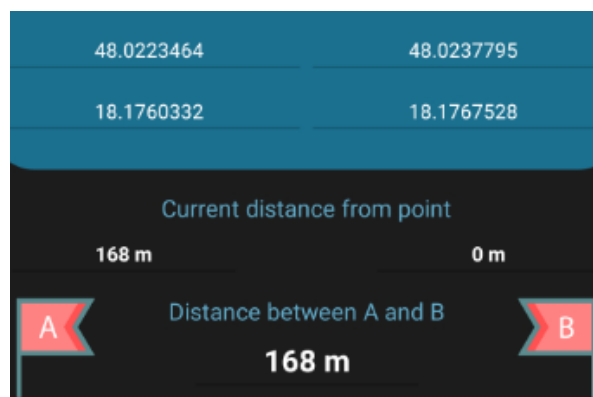 48.0223464 48.0237795
18.1760332 18.1767528
Current distance from point
168 m 0 m
Distance between A and B
A B
168 m